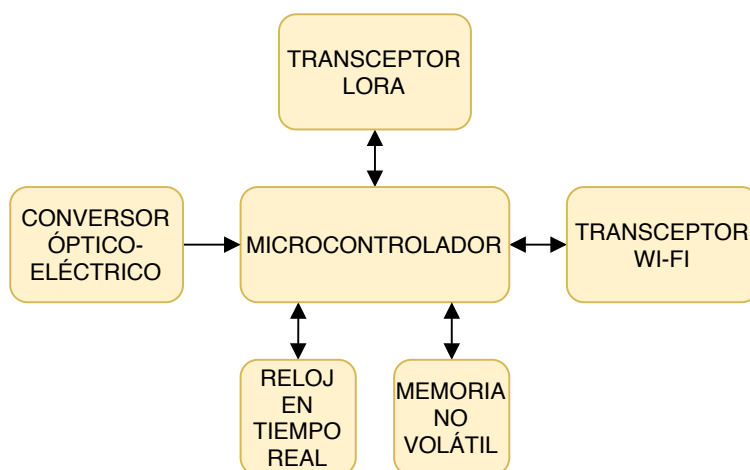 TRANSCEPTOR
LORA
CONVERSOR
ÓPTICO-
ELÉCTRICO
MICROCONTROLADOR
TRANSCEPTOR
WI-FI
RELOJ
EN
TIEMPO
REAL
MEMORIA
NO
VOLÁTIL